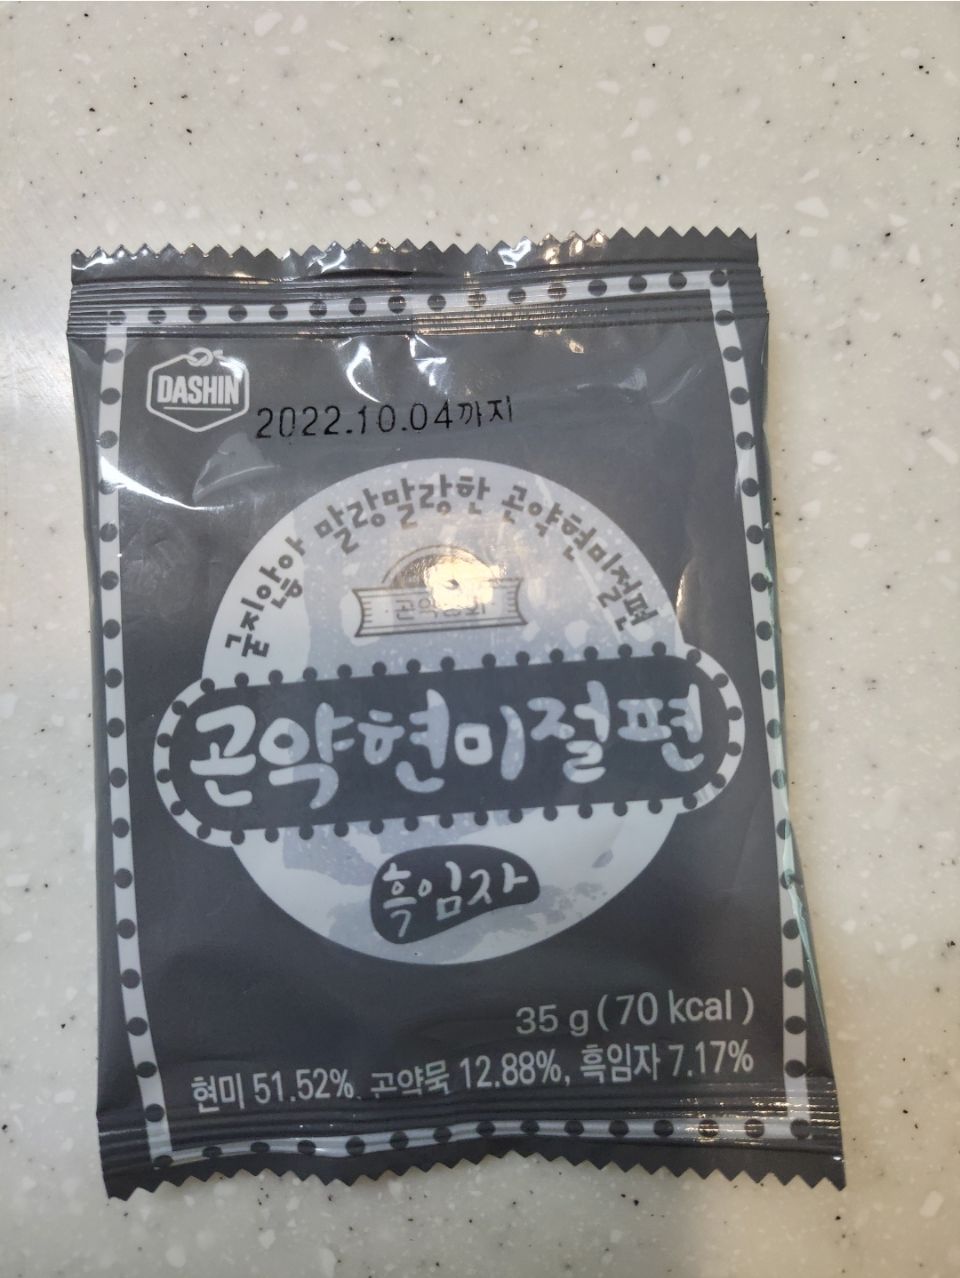 DASHIN
2022.10.04까지
굳지않아 말랑말랑한 곤약현미절편
곤약현미절편
흑임자
35 g ( 70 kcal )
현미 51.52%, 곤약묵 12.88%, 흑임자 7.17%